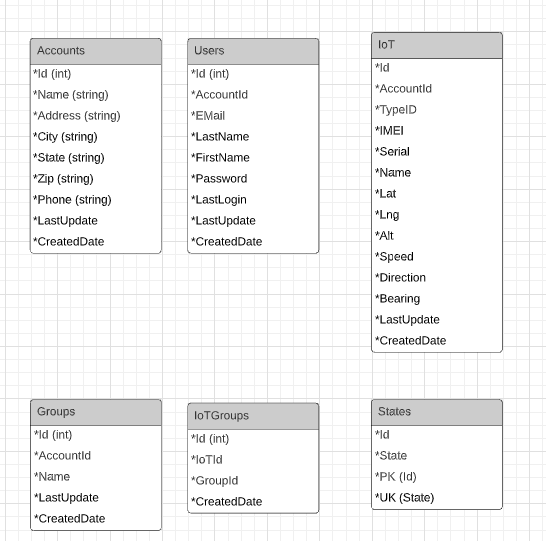 Accounts
*Id (int)
*Name (string)
*Address (string)
*City (string)
*State (string)
*Zip (string)
*Phone (string)
*LastUpdate
*CreatedDate
Users
*Id (int)
*AccountId
*EMail
*LastName
*FirstName
*Password
*LastLogin
*LastUpdate
*CreatedDate
IoT
*Id
*AccountId
*TypeID
*IMEI
*Serial
*Name
*Lat
*Lng
*Alt
*Speed
*Direction
*Bearing
*LastUpdate
*CreatedDate
Groups
*Id (int)
*AccountId
*Name
*LastUpdate
*CreatedDate
IoTGroups
*Id (int)
*IoTId
*GroupId
*CreatedDate
States
*Id
*State
*PK (Id)
*UK (State)